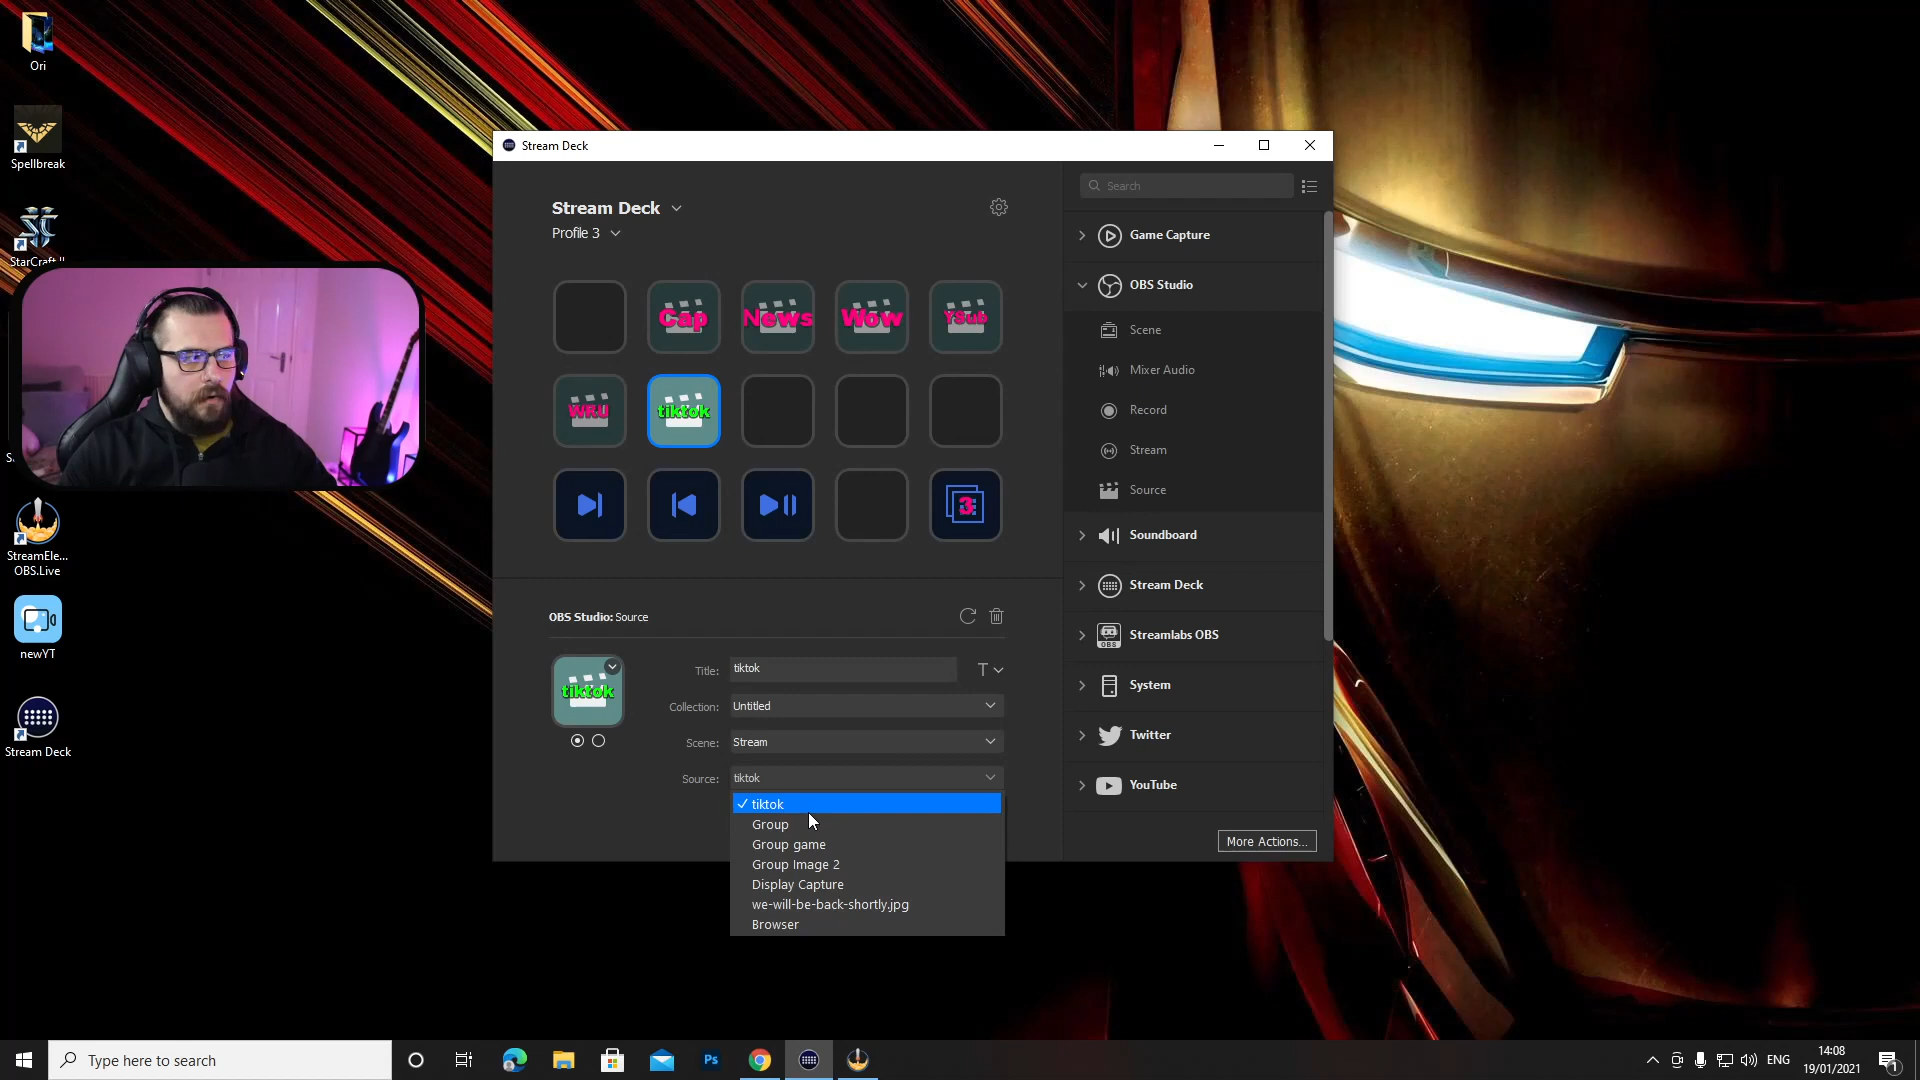 Ori
Spellbreak
StarCraft II
StreamEle...
OBS.Live
newYT
Stream Deck
Stream Deck
Stream Deck
Profile 3
Cap
News
Wow
YSub
WRU
tiktok
3
OBS Studio: Source
tiktok
Title:
tiktok
T
Collection:
Untitled
Scene:
Stream
Source:
tiktok
tiktok
Group
Group game
Group Image 2
Display Capture
we-will-be-back-shortly.jpg
Browser
Search
Game Capture
OBS Studio
Scene
Mixer Audio
Record
Stream
Source
Soundboard
Stream Deck
OBS
Streamlabs OBS
System
Twitter
YouTube
More Actions...
Type here to search
Ps
ENG
14:08
19/01/2021
1